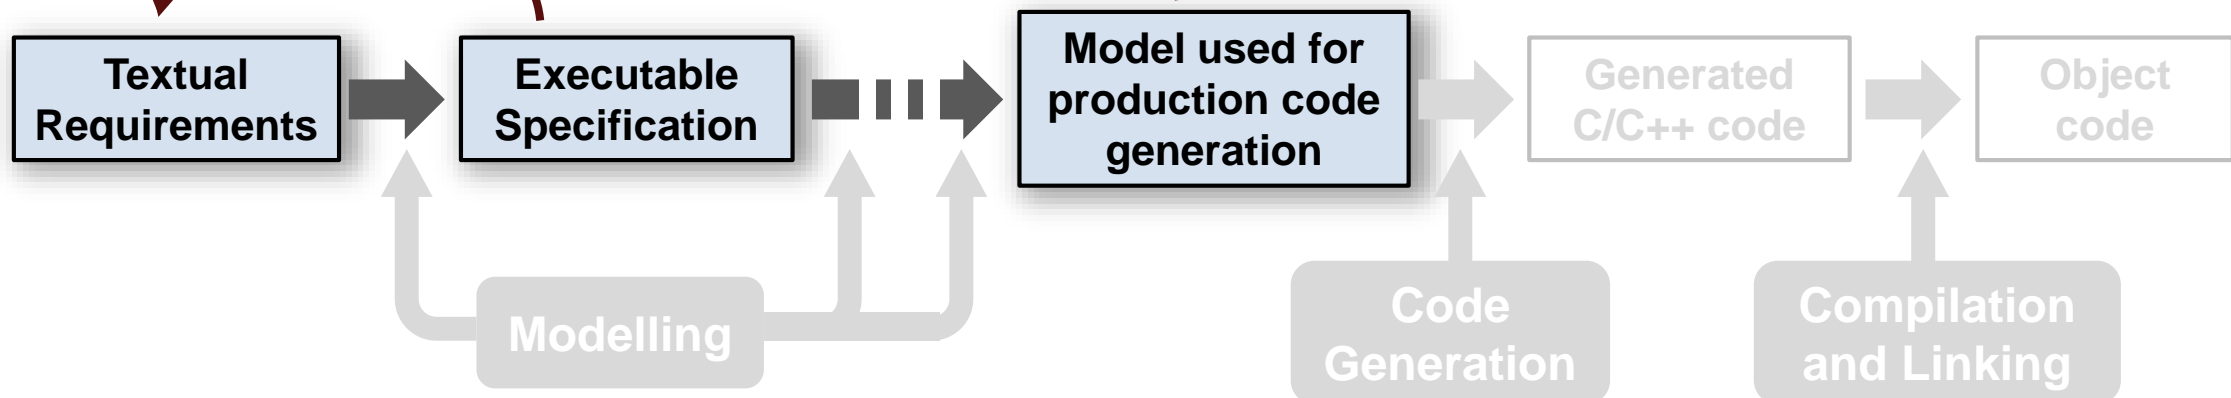 Textual
Requirements
Executable
Specification
Model used for
production code
generation
Generated
C/C++ code
Object
code
Modelling
Code
Generation
Compilation
and Linking